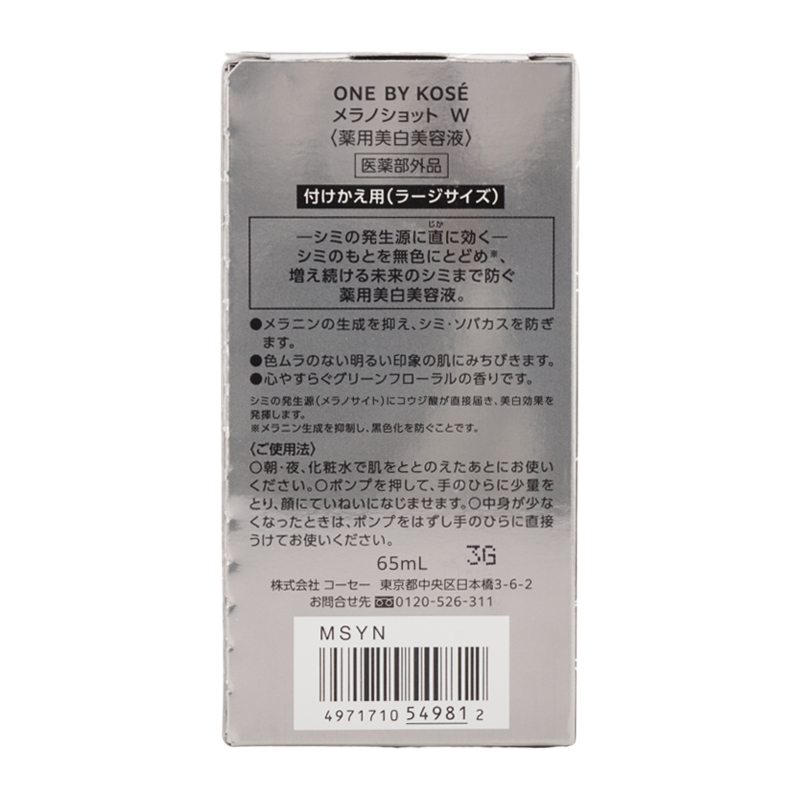 ONE BY KOSÉ
メラノショット W
〈薬用美白美容液〉
医薬部外品
付けかえ用(ラージサイズ)
じか
―シミの発生源に直に効く―
シミのもとを無色にとどめ※、
増え続ける未来のシミまで防ぐ
薬用美白美容液。
●メラニンの生成を抑え、シミ・ソバカスを防ぎ
ます。
●色ムラのない明るい印象の肌にみちびきます。
●心やすらぐグリーンフローラルの香りです。
シミの発生源(メラノサイト)にコウジ酸が直接届き、美白効果を
発揮します。
※メラニン生成を抑制し、黒色化を防ぐことです。
〈ご使用法〉
○朝・夜、化粧水で肌をととのえたあとにお使い
ください。○ポンプを押して、手のひらに少量を
とり、顔にていねいになじませます。○中身が少な
くなったときは、ポンプをはずし手のひらに直接
うけてお使いください。
65mL 3G
株式会社 コーセー 東京都中央区日本橋3-6-2
お問合せ先 0120-526-311
MSYN
4971710 54981 2